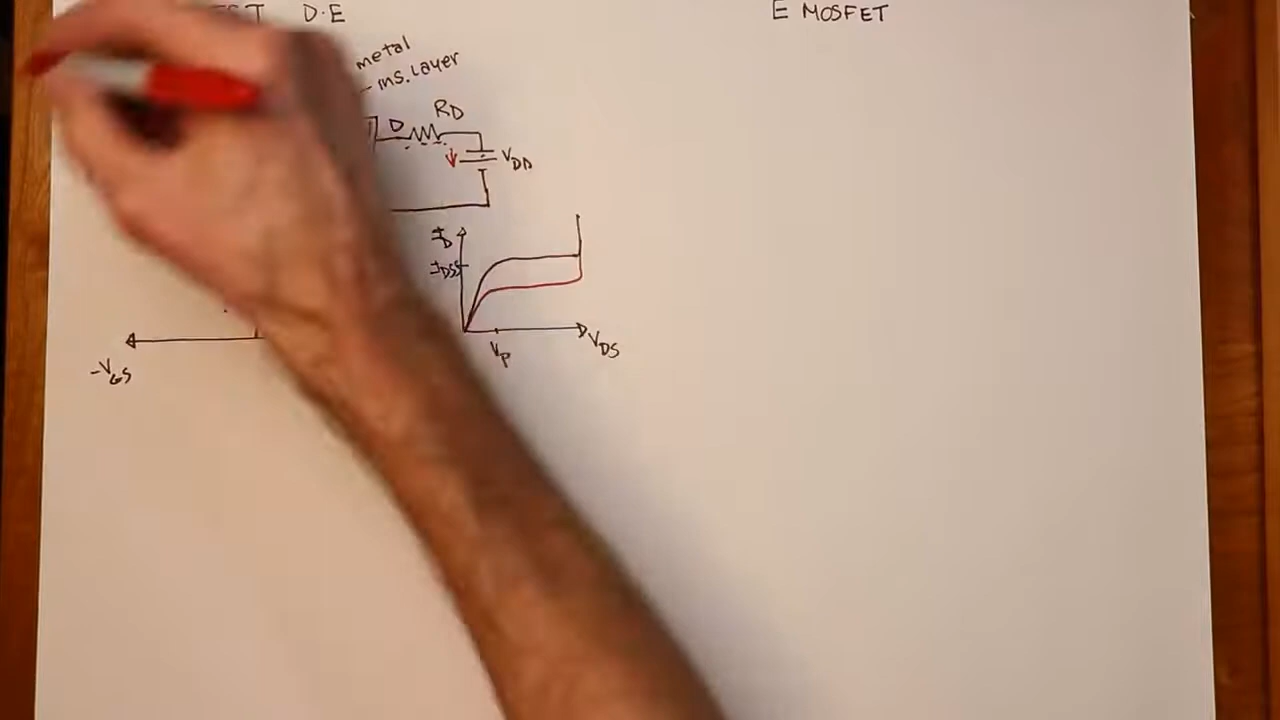 D·E
E MOSFET
metal
ins. Layer
RD
D
VDD
ID
IDSS
VDS
VP
-VGS